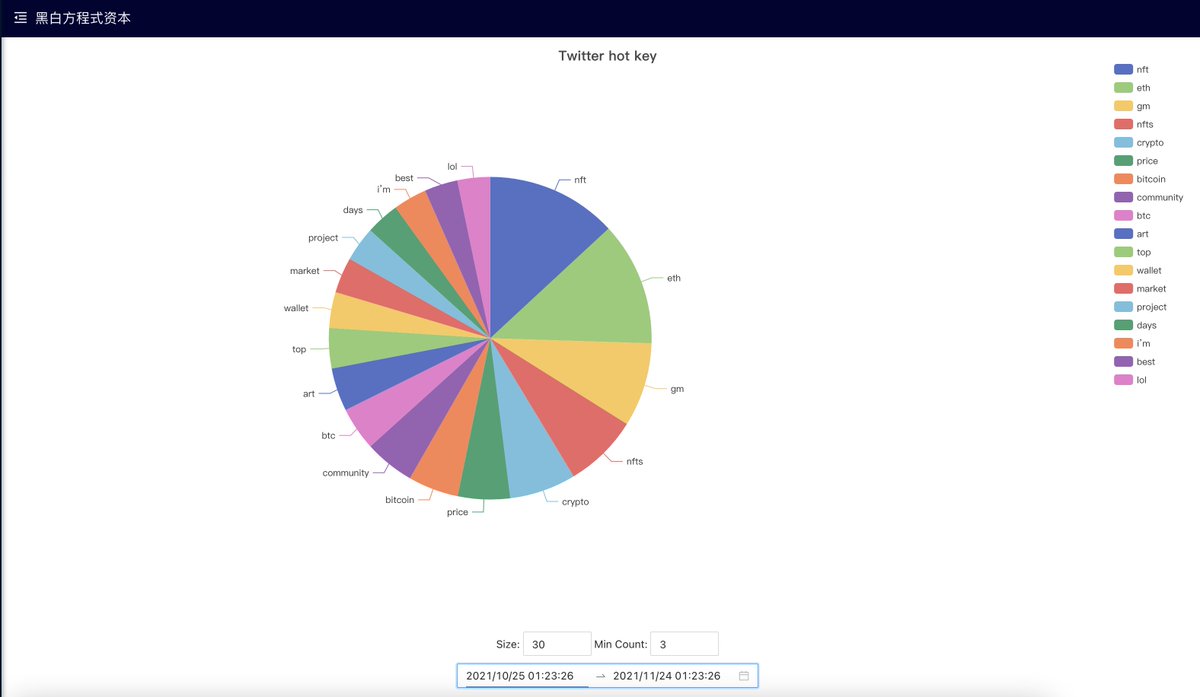 黑白方程式资本
Twitter hot key
nft
eth
gm
nfts
crypto
price
bitcoin
community
btc
art
top
wallet
market
project
days
i'm
best
lol
nft
eth
gm
nfts
crypto
price
bitcoin
community
btc
art
top
wallet
market
project
days
i'm
best
lol
Size: 30 Min Count: 3
2021/10/25 01:23:26 → 2021/11/24 01:23:26